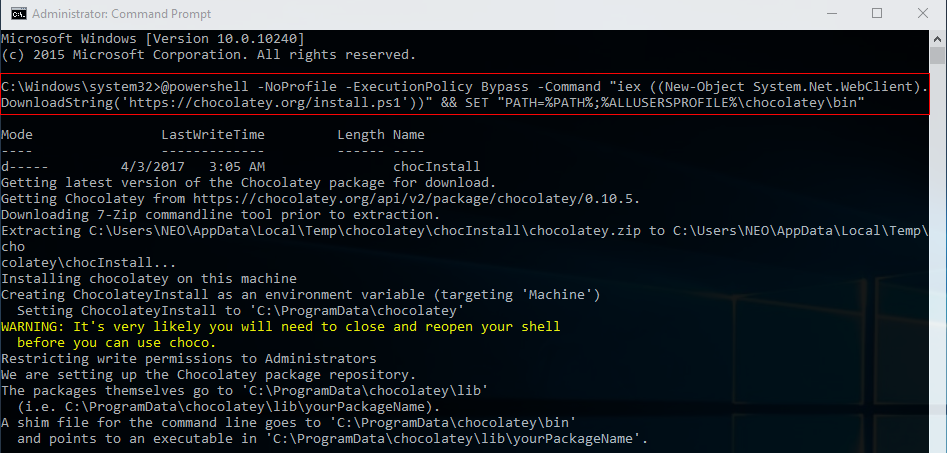 Administrator: Command Prompt
Microsoft Windows [Version 10.0.10240]
(c) 2015 Microsoft Corporation. All rights reserved.
C:\Windows\system32>@powershell -NoProfile -ExecutionPolicy Bypass -Command "iex ((New-Object System.Net.WebClient).
DownloadString('https://chocolatey.org/install.ps1'))" && SET "PATH=%PATH%;%ALLUSERSPROFILE%\chocolatey\bin"
Mode                LastWriteTime         Length Name
----                -------------         ------ ----
d-----         4/3/2017   3:05 AM                chocInstall
Getting latest version of the Chocolatey package for download.
Getting Chocolatey from https://chocolatey.org/api/v2/package/chocolatey/0.10.5.
Downloading 7-Zip commandline tool prior to extraction.
Extracting C:\Users\NEO\AppData\Local\Temp\chocolatey\chocInstall\chocolatey.zip to C:\Users\NEO\AppData\Local\Temp\
cho
colatey\chocInstall...
Installing chocolatey on this machine
Creating ChocolateyInstall as an environment variable (targeting 'Machine')
  Setting ChocolateyInstall to 'C:\ProgramData\chocolatey'
WARNING: It's very likely you will need to close and reopen your shell
  before you can use choco.
Restricting write permissions to Administrators
We are setting up the Chocolatey package repository.
The packages themselves go to 'C:\ProgramData\chocolatey\lib'
  (i.e. C:\ProgramData\chocolatey\lib\yourPackageName).
A shim file for the command line goes to 'C:\ProgramData\chocolatey\bin'
  and points to an executable in 'C:\ProgramData\chocolatey\lib\yourPackageName'.